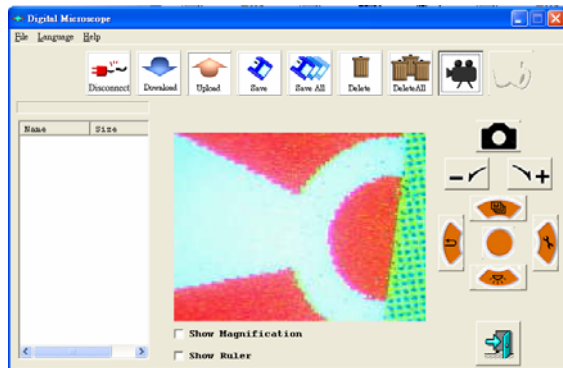 Digital Microscope
File Language Help
Disconnect Download Upload Save Save All Delete DeleteAll
Name Size
Show Magnification
Show Ruler